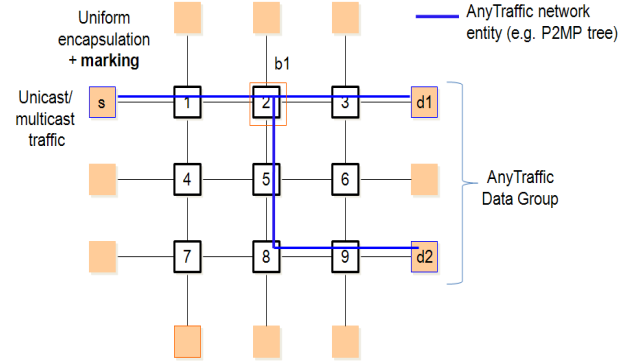 Uniform
encapsulation
+ marking
AnyTraffic network
entity (e.g. P2MP tree)
b1
Unicast/
multicast
traffic
s
1
2
3
d1
4
5
6
AnyTraffic
Data Group
7
8
9
d2